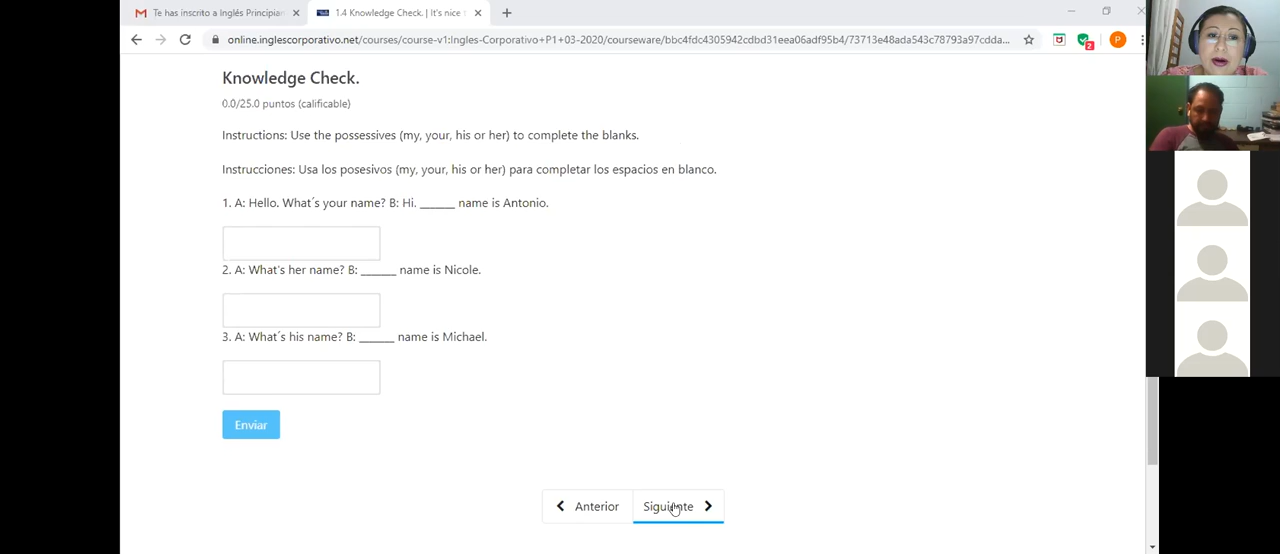 Te has inscrito a Inglés Principian
1.4 Knowledge Check. | It's nice
online.inglescorporativo.net/courses/course-v1:Ingles-Corporativo+P1+03-2020/courseware/bbc4fdc4305942cdbd31eea06adf95b4/73713e48ada543c78793a97cdda...
2
P
Knowledge Check.
0.0/25.0 puntos (calificable)
Instructions: Use the possessives (my, your, his or her) to complete the blanks.
Instrucciones: Usa los posesivos (my, your, his or her) para completar los espacios en blanco.
1. A: Hello. What´s your name? B: Hi. ______ name is Antonio.
2. A: What's her name? B: ______ name is Nicole.
3. A: What´s his name? B: ______ name is Michael.
Enviar
Anterior
Siguiente